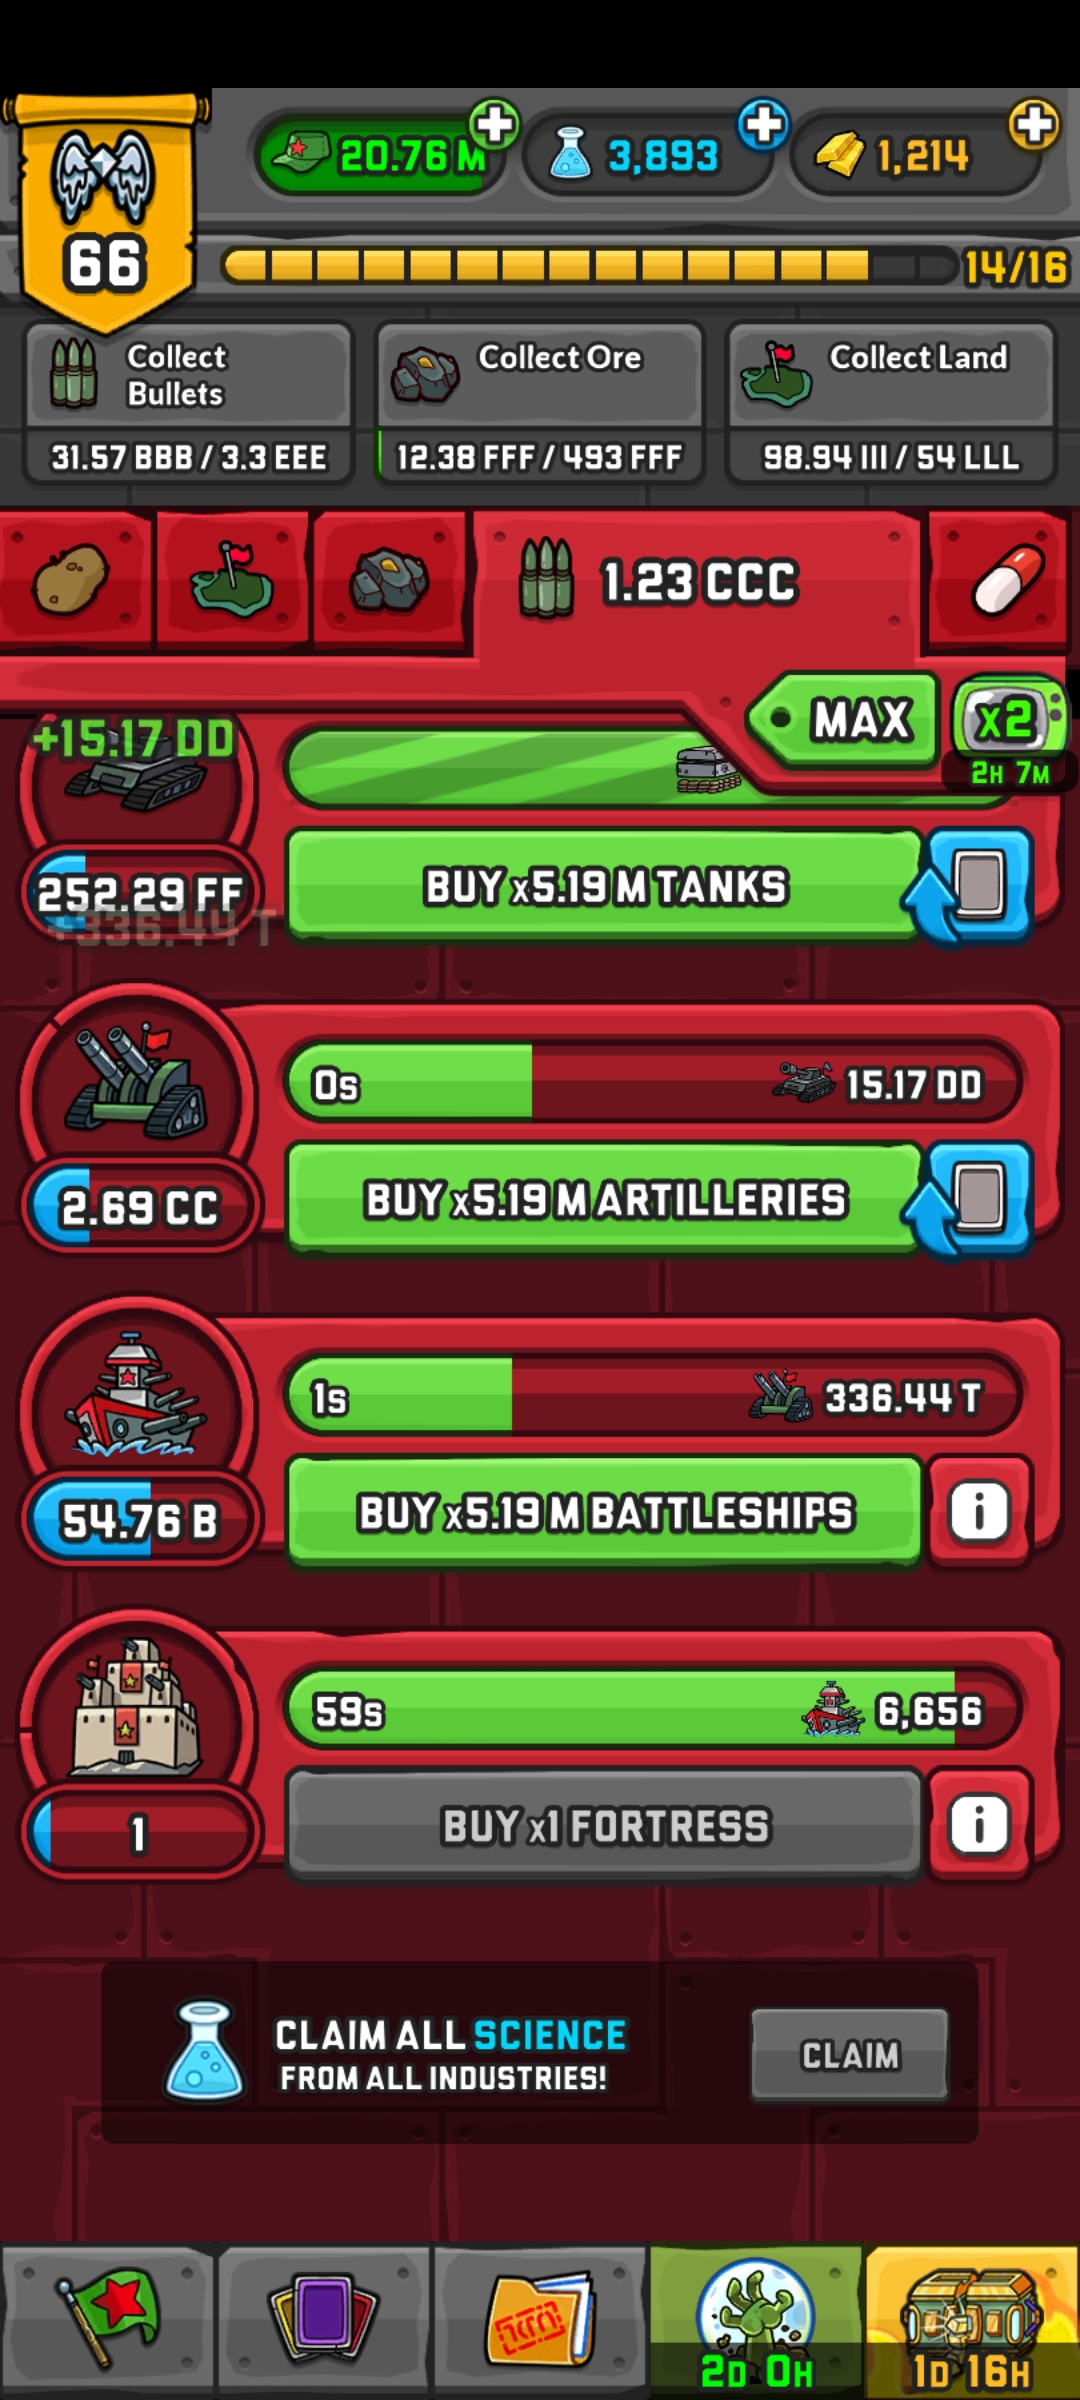 20.76 M
3,893
1,214
66
14/16
Collect
Bullets
31.57 BBB / 3.3 EEE
Collect Ore
12.38 FFF / 493 FFF
Collect Land
98.94 III / 54 LLL
1.23 CCC
MAX
x2
2H 7M
+15.17 DD
252.29 FF
+336.44 T
BUY x5.19 M TANKS
0s
15.17 DD
2.69 CC
BUY x5.19 M ARTILLERIES
1s
336.44 T
54.76 B
BUY x5.19 M BATTLESHIPS
i
59s
6,656
1
BUY x1 FORTRESS
i
CLAIM ALL SCIENCE
FROM ALL INDUSTRIES!
CLAIM
2D 0H
1D 16H